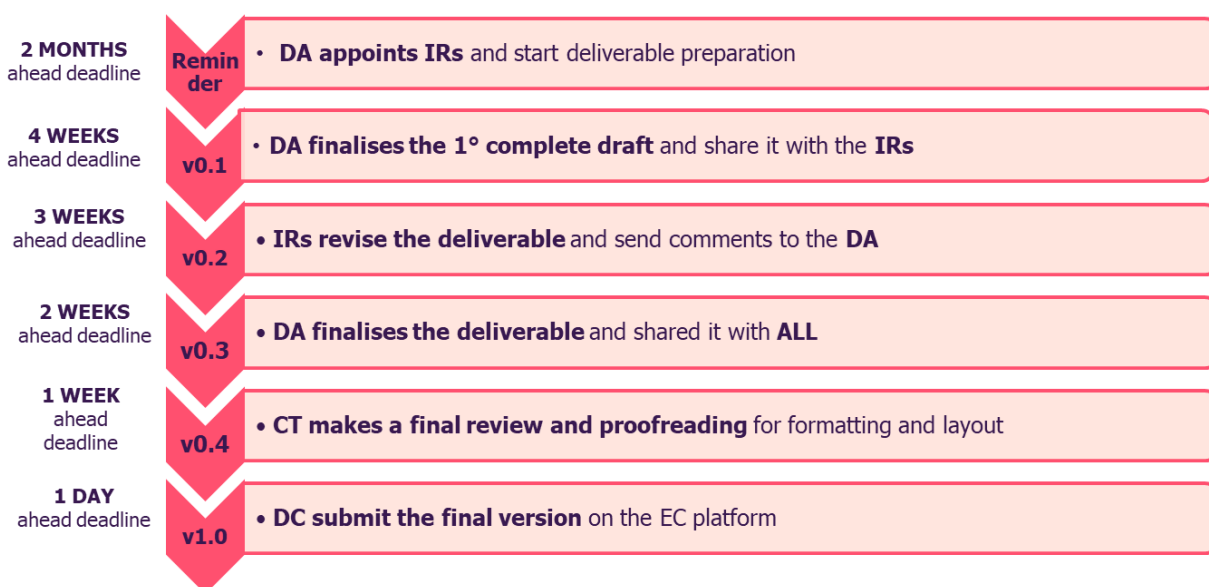 2 MONTHS
ahead deadline
Remin
der
• DA appoints IRs and start deliverable preparation
4 WEEKS
ahead deadline
v0.1
• DA finalises the 1° complete draft and share it with the IRs
3 WEEKS
ahead deadline
v0.2
• IRs revise the deliverable and send comments to the DA
2 WEEKS
ahead deadline
v0.3
• DA finalises the deliverable and shared it with ALL
1 WEEK
ahead
deadline
v0.4
• CT makes a final review and proofreading for formatting and layout
1 DAY
ahead deadline
v1.0
• DC submit the final version on the EC platform